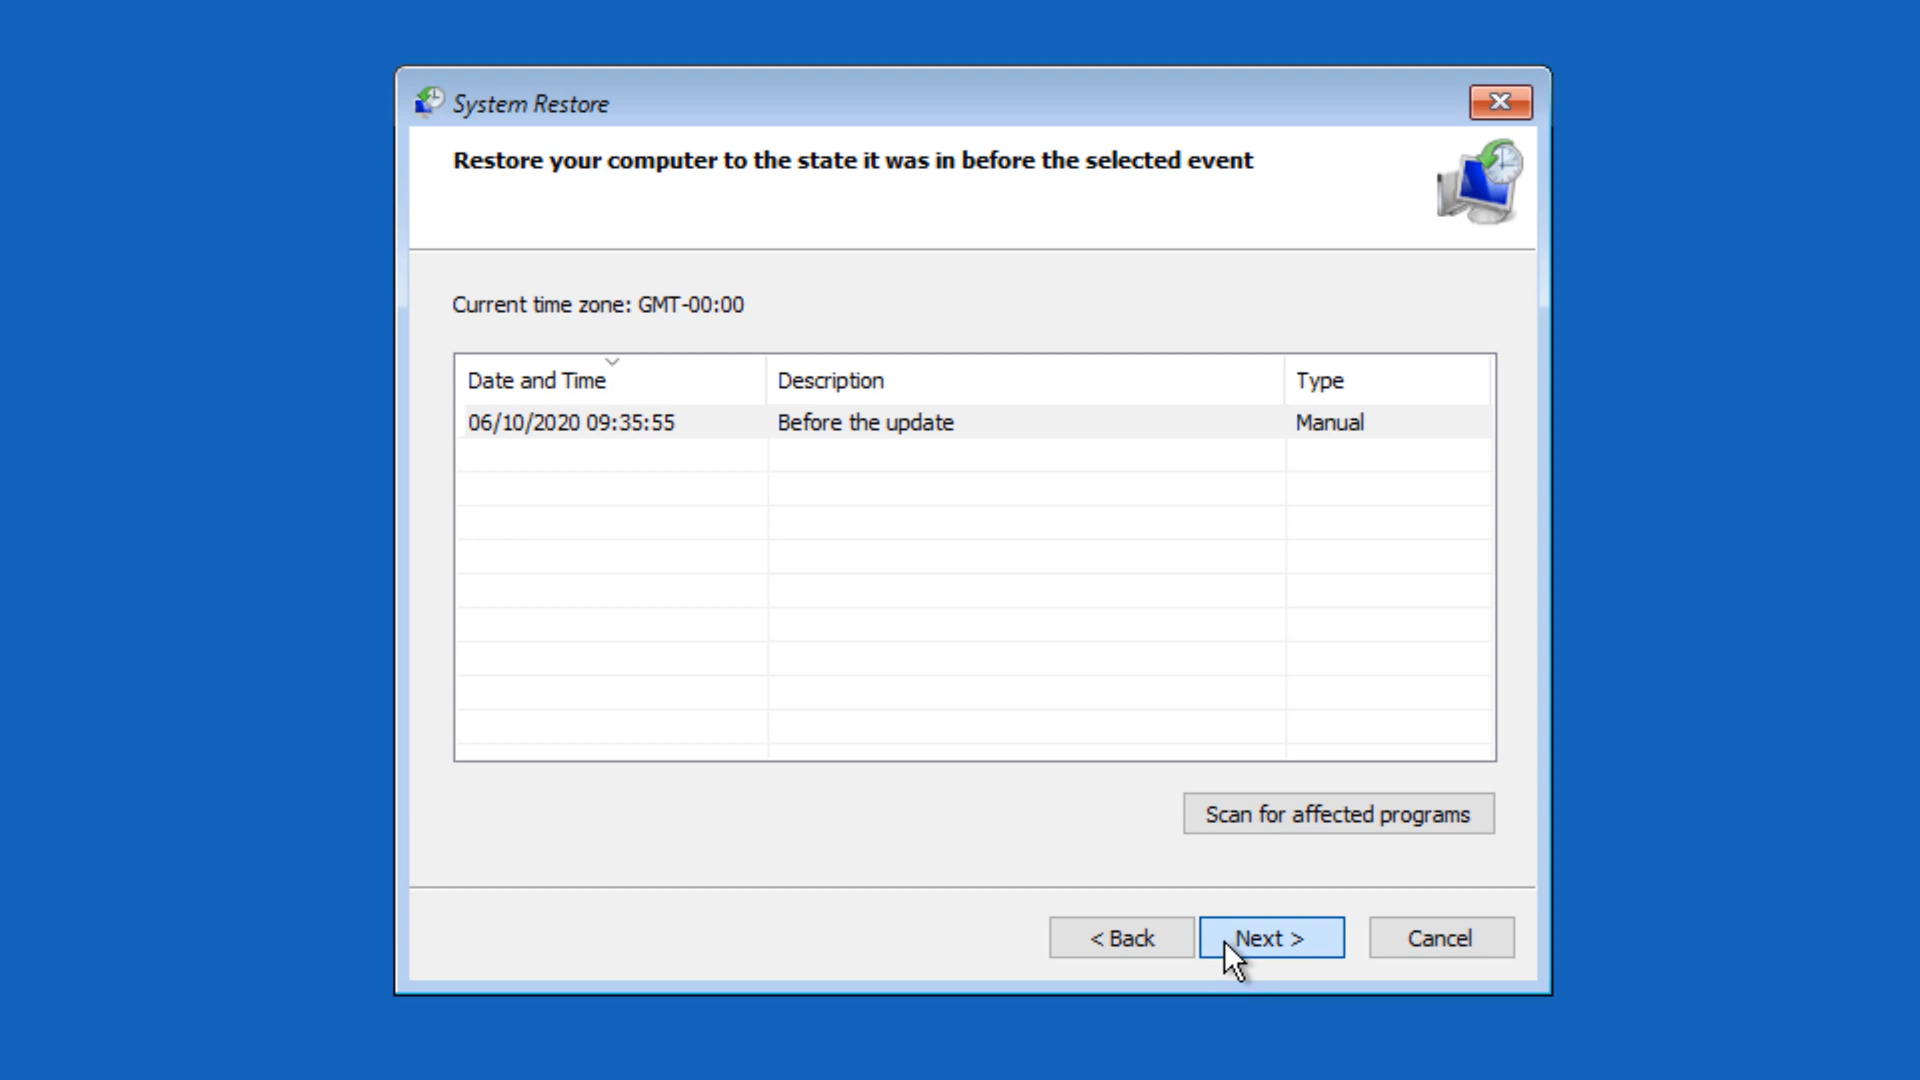 System Restore
Restore your computer to the state it was in before the selected event
Current time zone: GMT-00:00
Date and Time Description Type
06/10/2020 09:35:55 Before the update Manual
Scan for affected programs
< Back Next > Cancel